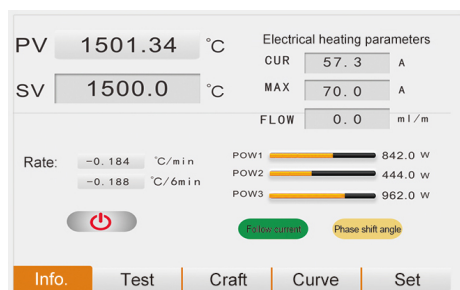 PV 1501.34 °C
SV 1500.0 °C
Electrical heating parameters
CUR 57.3 A
MAX 70.0 A
FLOW 0.0 ml/m
Rate: -0.184 °C/min
-0.188 °C/6min
POW1 842.0 W
POW2 444.0 W
POW3 962.0 W
Follow current Phase shift angle
Info. Test Craft Curve Set